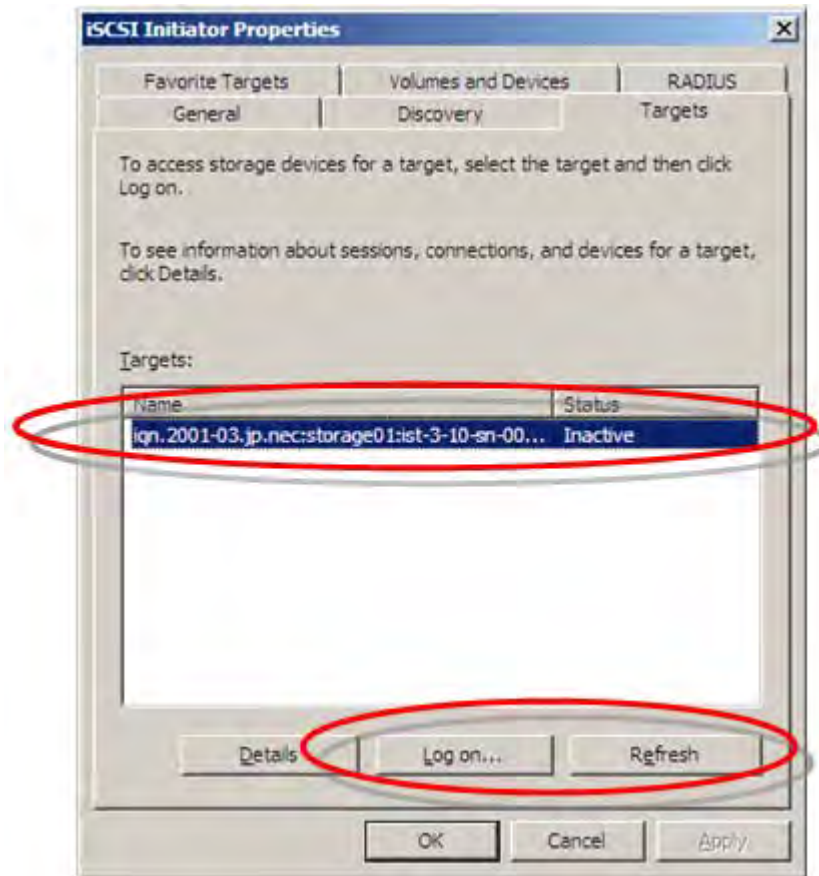 iSCSI Initiator Properties
Favorite Targets Volumes and Devices RADIUS
General Discovery Targets
To access storage devices for a target, select the target and then click
Log on.
To see information about sessions, connections, and devices for a target,
click Details.
Targets:
Name Status
iqn.2001-03.jp.nec:storage01:ist-3-10-sn-00... Inactive
Details Log on... Refresh
OK Cancel Apply